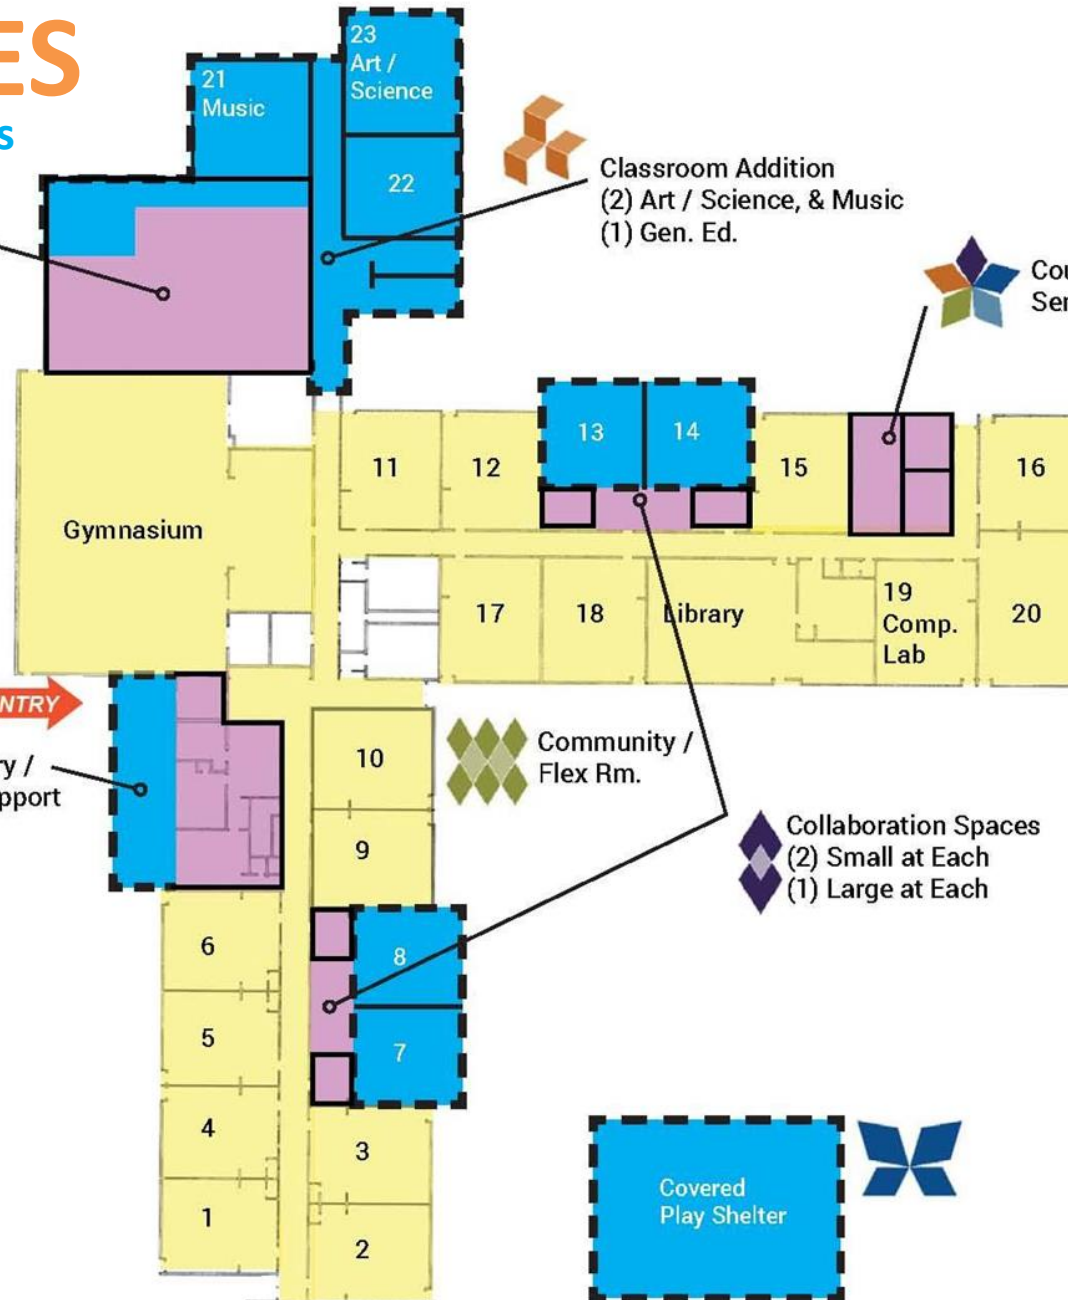 ES
s
23
Art /
Science
21
Music
22
Classroom Addition
(2) Art / Science, & Music
(1) Gen. Ed.
Cou
Ser
13
14
11
12
15
16
Gymnasium
17
18
Library
19
Comp.
Lab
20
NTRY
ry /
pport
10
Community /
Flex Rm.
9
Collaboration Spaces
(2) Small at Each
(1) Large at Each
6
8
5
7
4
3
1
2
Covered
Play Shelter